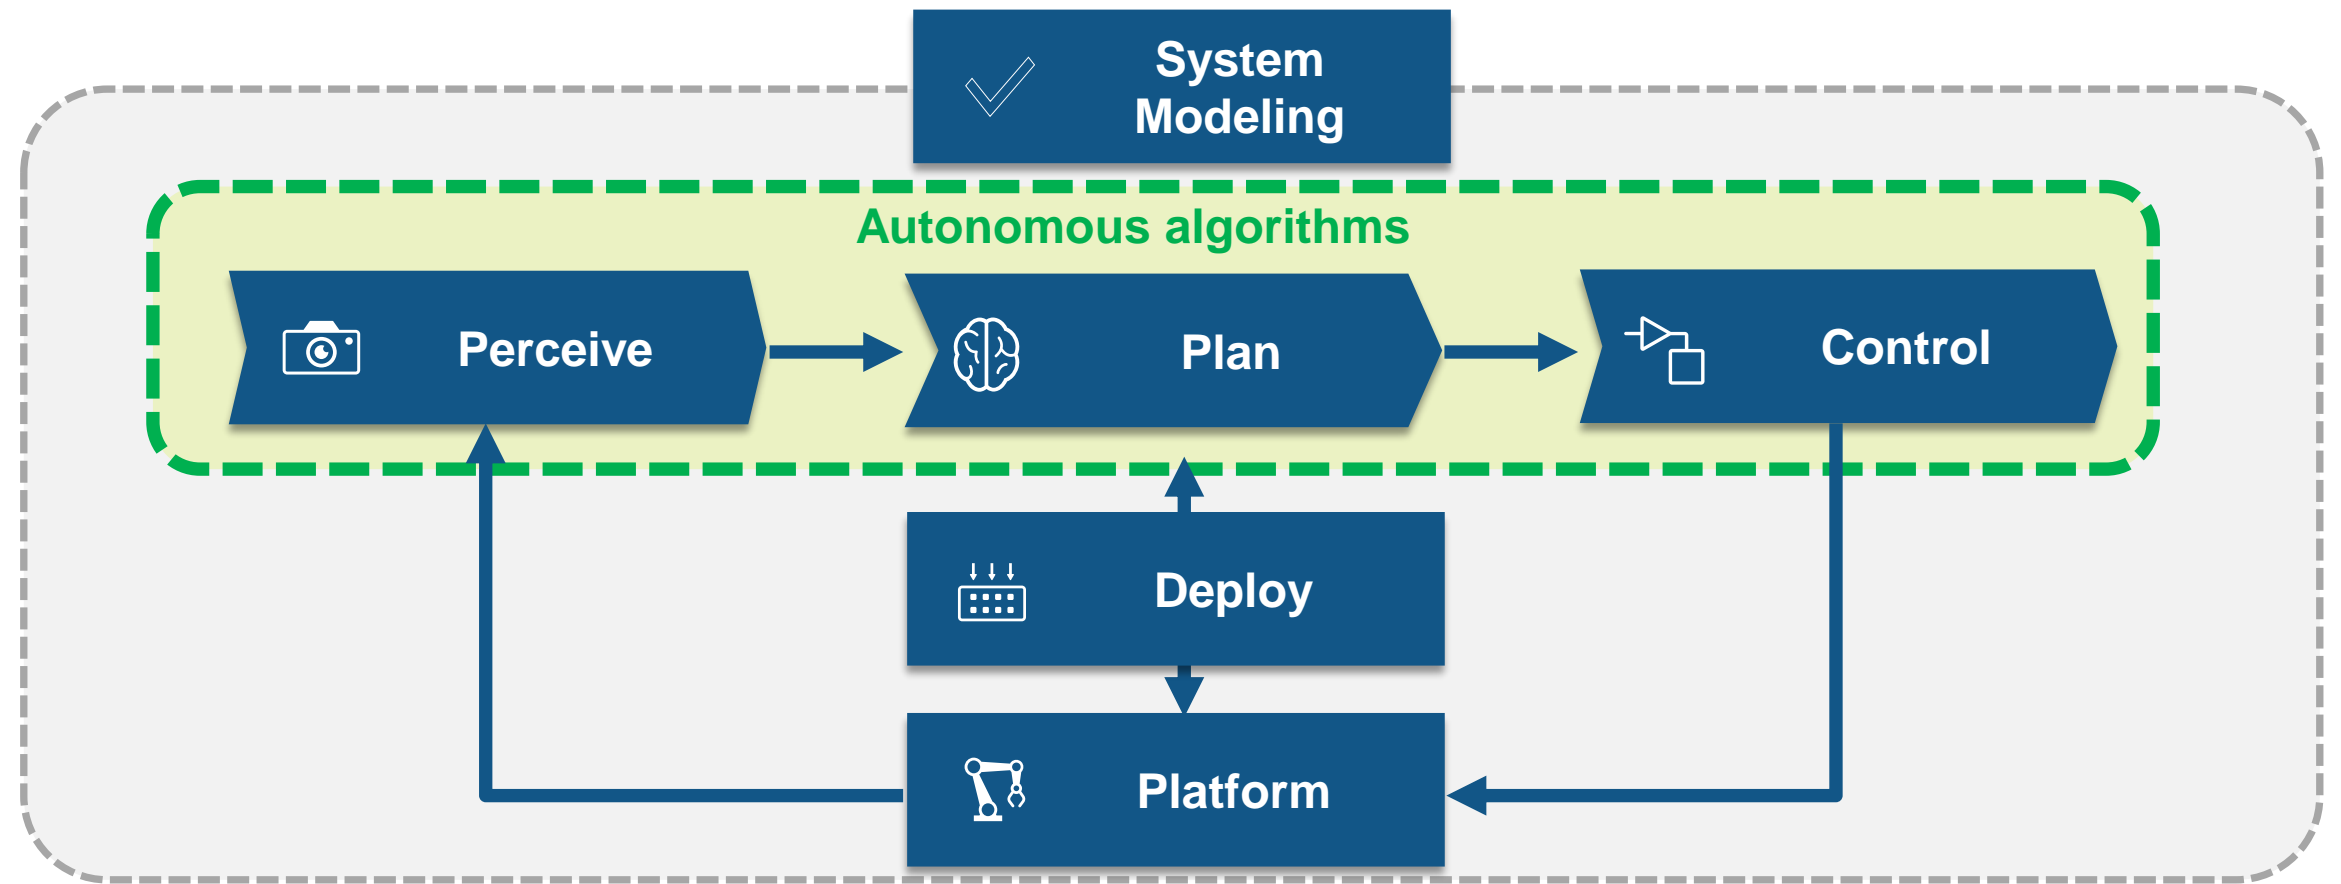 System
Modeling
Autonomous algorithms
Perceive
Plan
Control
Deploy
Platform